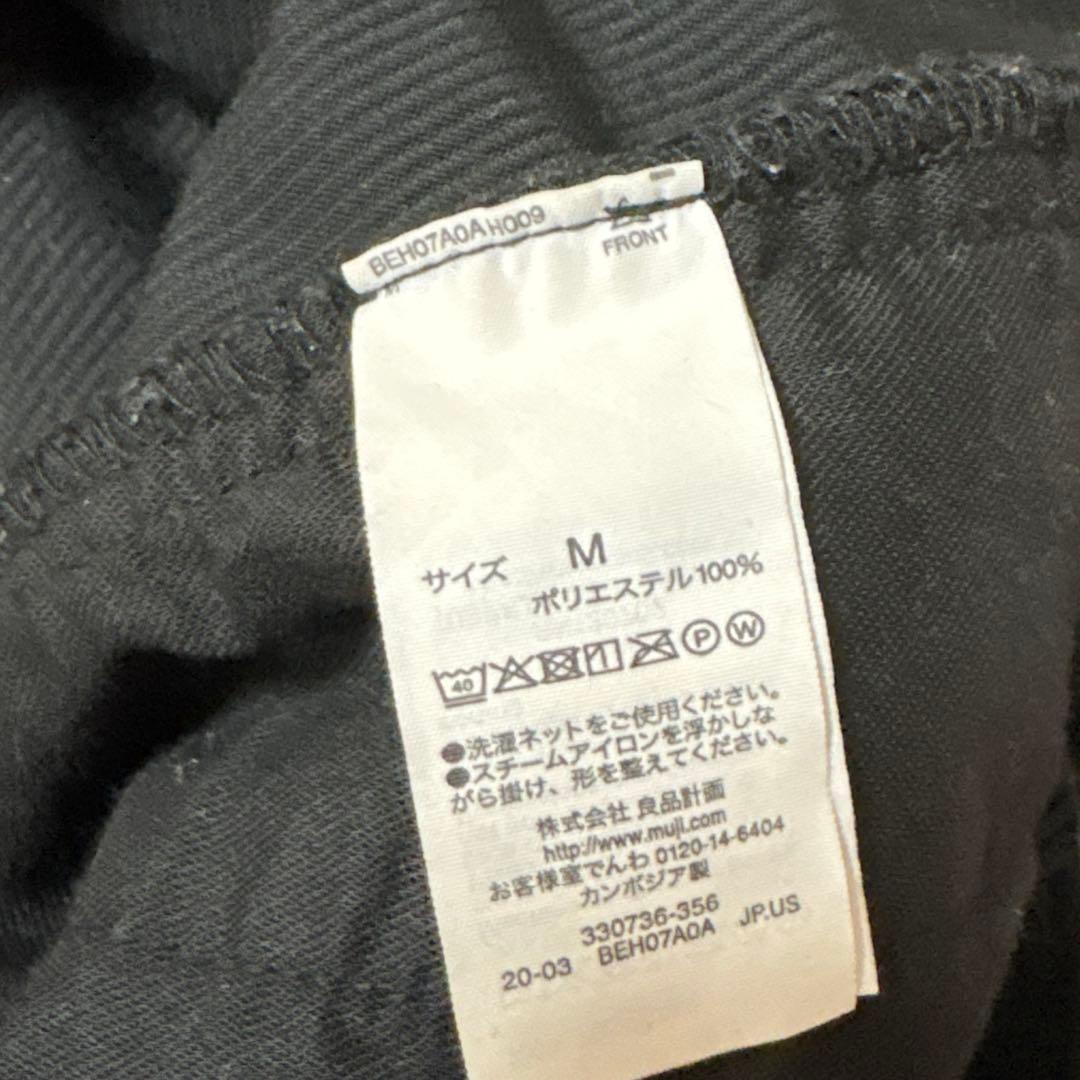 BEH07A0A H009
FRONT
サイズ M
ポリエステル100%
40 1 P W
●洗濯ネットをご使用ください。
●スチームアイロンを浮かしな
がら掛け、形を整えてください。
株式会社 良品計画
http://www.muji.com
お客様室でんわ 0120-14-6404
カンボジア製
330736-356
20-03 BEH07A0A JP.US